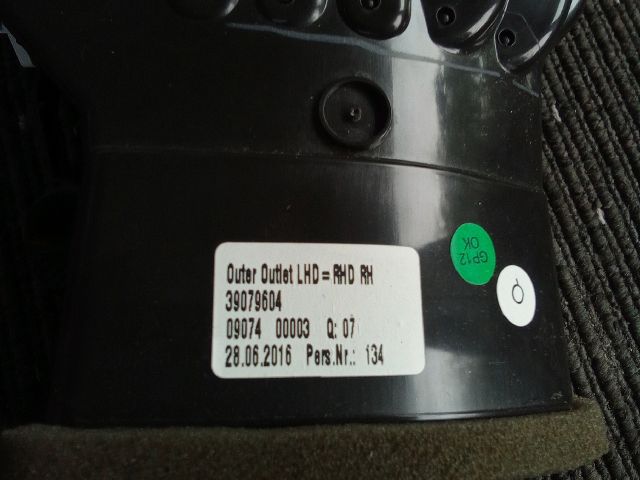 Outer Outlet LHD = RHD RH
39079604
09074 00003 Q: 07
28.06.2016 Pers.Nr.: 134
GP12
OK
Q